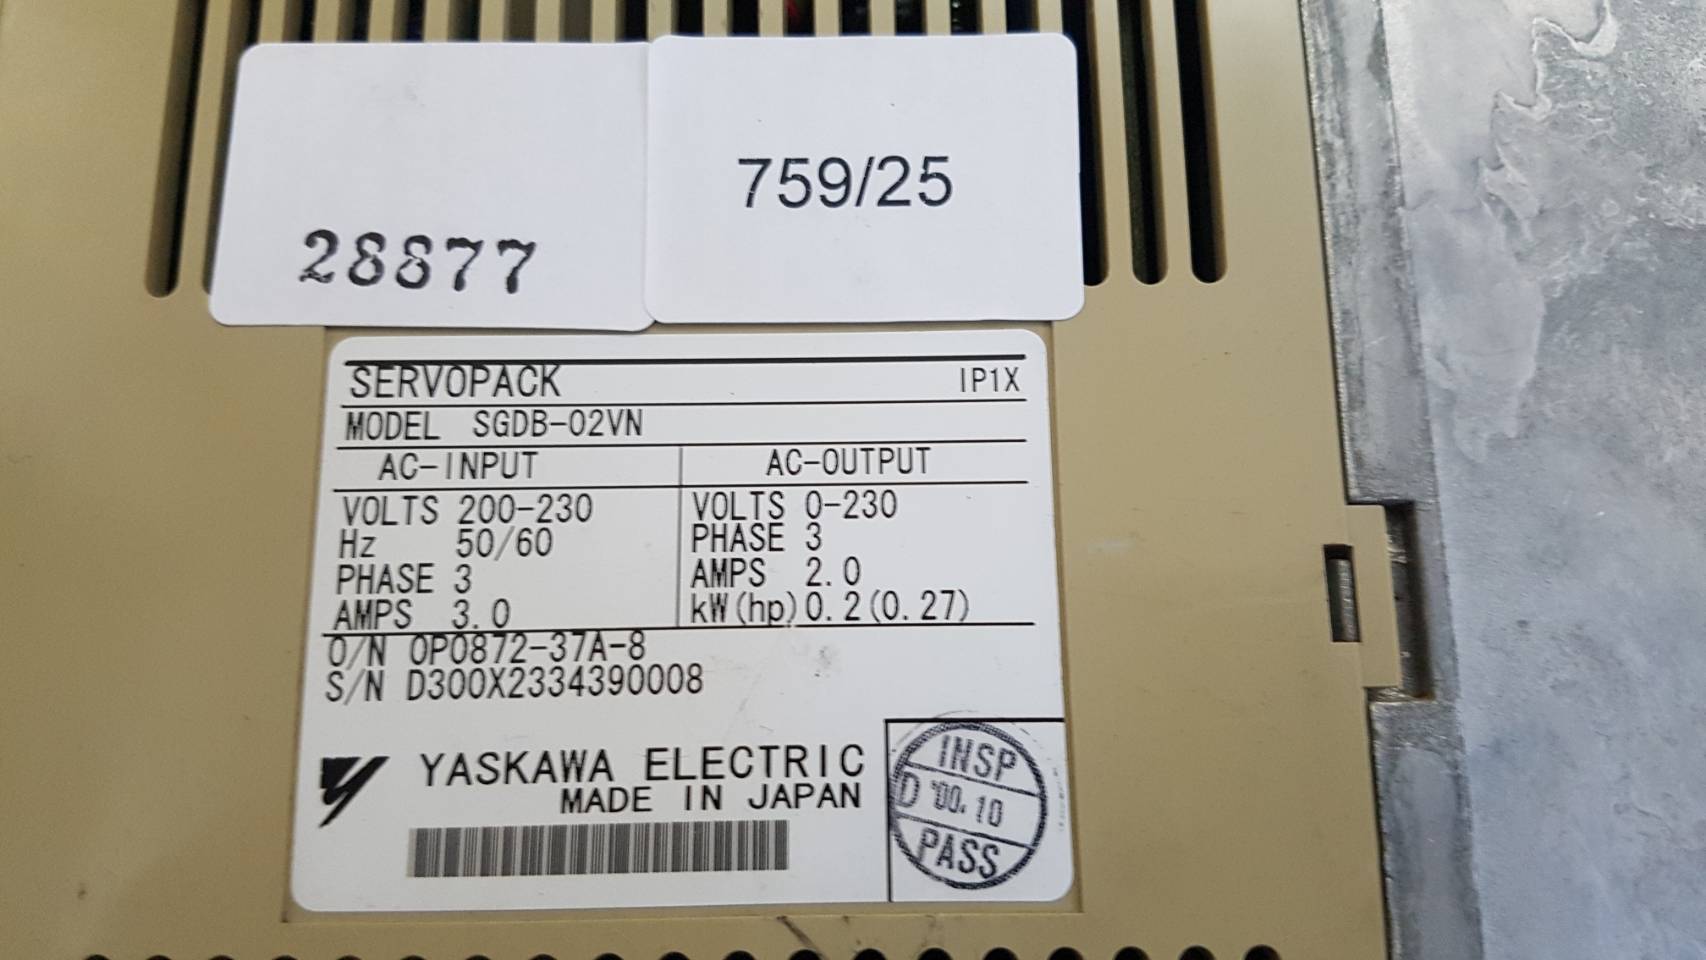 28877
759/25
SERVOPACK IP1X
MODEL SGDB-02VN
AC-INPUT AC-OUTPUT
VOLTS 200-230 VOLTS 0-230
Hz 50/60 PHASE 3
PHASE 3 AMPS 2.0
AMPS 3.0 kW(hp) 0.2(0.27)
O/N OP0872-37A-8
S/N D300X2334390008
YASKAWA ELECTRIC
MADE IN JAPAN
INSP
D '00.10
PASS